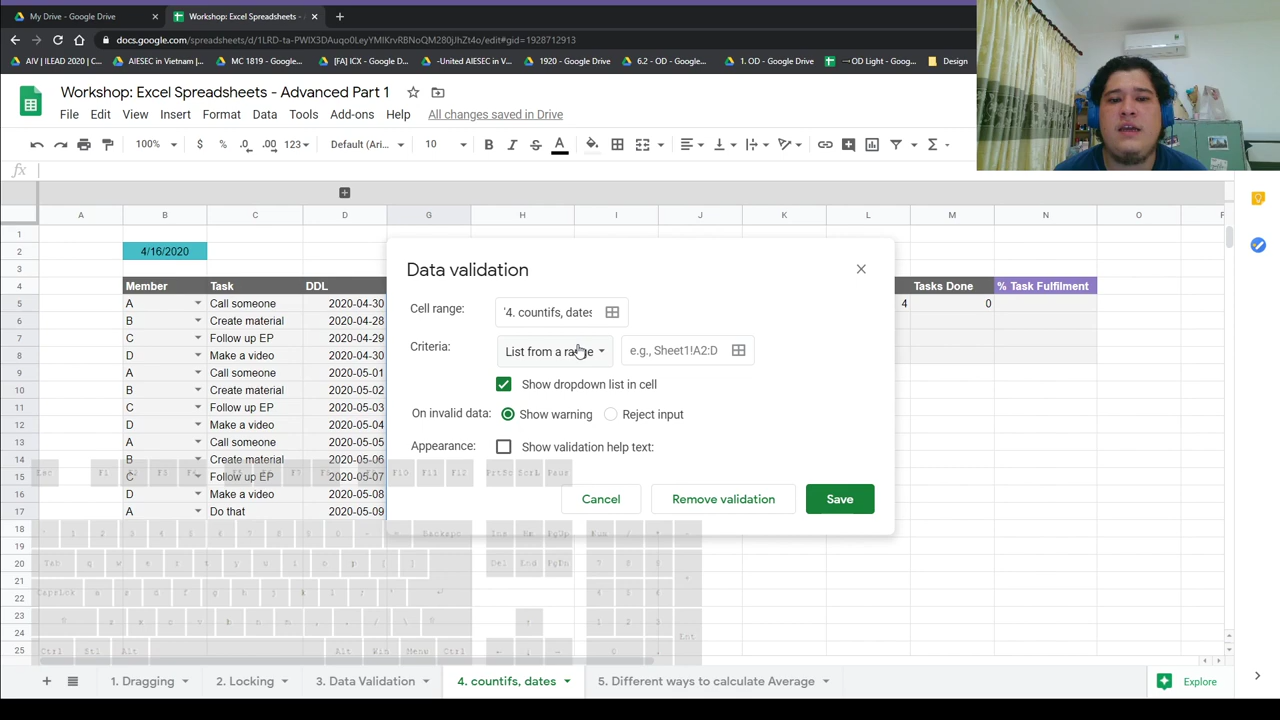 My Drive - Google Drive
Workshop: Excel Spreadsheets -
docs.google.com
AIV | ILEAD 2020 | C...
AIESEC in Vietnam |...
MC 1819 - Google...
[FA] ICX - Google D...
-United AIESEC in V...
1920 - Google Drive
6.2 - OD - Google...
1. OD - Google Drive
OD Light - Goog...
Design
Workshop: Excel Spreadsheets - Advanced Part 1
File Edit View Insert Format Data Tools Add-ons Help All changes saved in Drive
100% $ % .0 .00 123 Default (Ari... 10 B I S A
fx
A B C D G H I J K L M N O
1
2 4/16/2020
3
4 Member Task DDL Tasks Done % Task Fulfilment
5 A Call someone 2020-04-30 4 0
6 B Create material 2020-04-28
7 C Follow up EP 2020-04-29
8 D Make a video 2020-04-30
9 A Call someone 2020-05-01
10 B Create material 2020-05-02
11 C Follow up EP 2020-05-03
12 D Make a video 2020-05-04
13 A Call someone 2020-05-05
14 B Create material 2020-05-06
15 C Follow up EP 2020-05-07
16 D Make a video 2020-05-08
17 A Do that 2020-05-09
18
19
20
21
22
23
24
25
Data validation
Cell range: '4. countifs, dates
Criteria: List from a range e.g., Sheet1!A2:D
Show dropdown list in cell
On invalid data: Show warning Reject input
Appearance: Show validation help text:
Cancel Remove validation Save
1. Dragging 2. Locking 3. Data Validation 4. countifs, dates 5. Different ways to calculate Average Explore